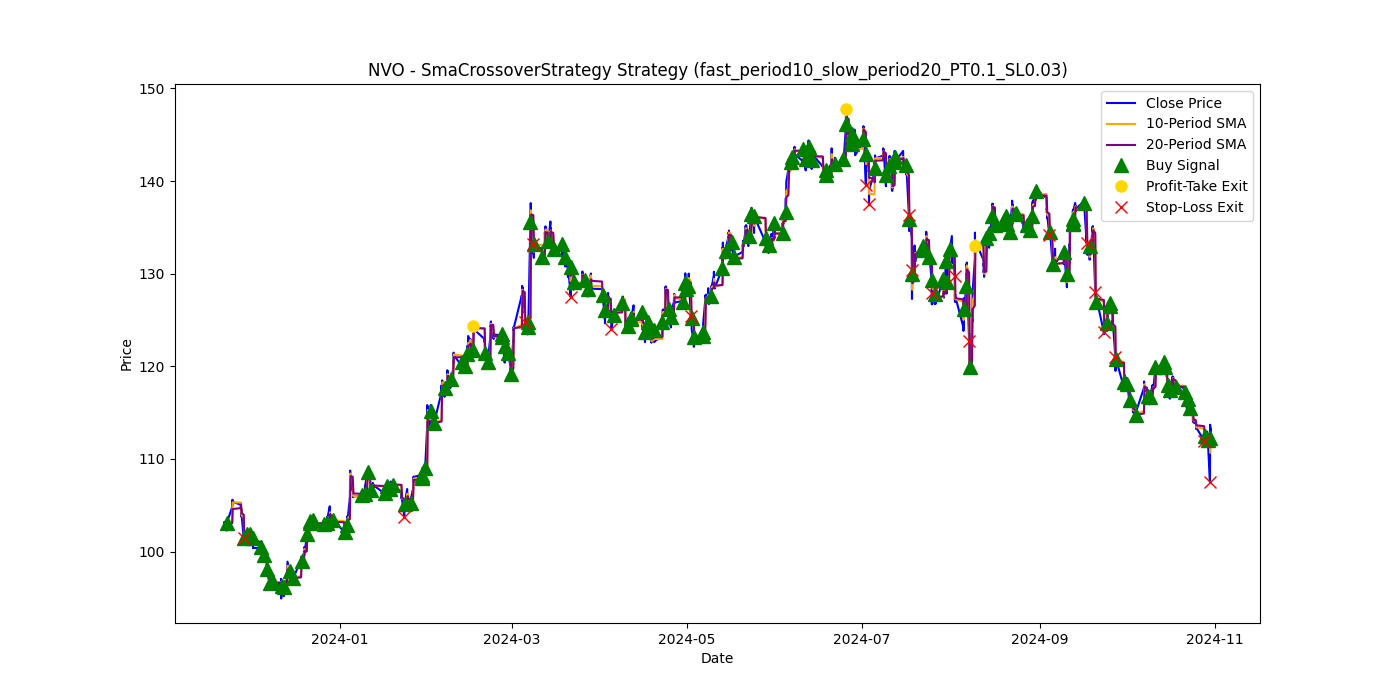 NVO - SmaCrossoverStrategy Strategy (fast_period10_slow_period20_PT0.1_SL0.03)
Close Price
10-Period SMA
20-Period SMA
Buy Signal
Profit-Take Exit
Stop-Loss Exit
150
140
130
120
110
100
Price
2024-01
2024-03
2024-05
2024-07
2024-09
2024-11
Date